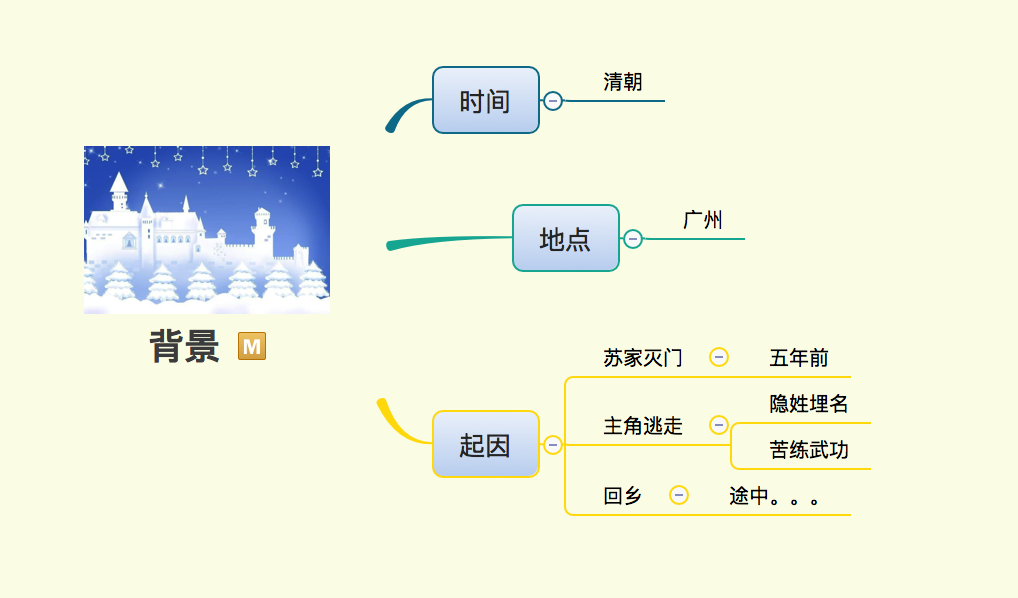 时间
清朝
地点
广州
背景 M
起因
苏家灭门
五年前
主角逃走
隐姓埋名
苦练武功
回乡
途中。。。